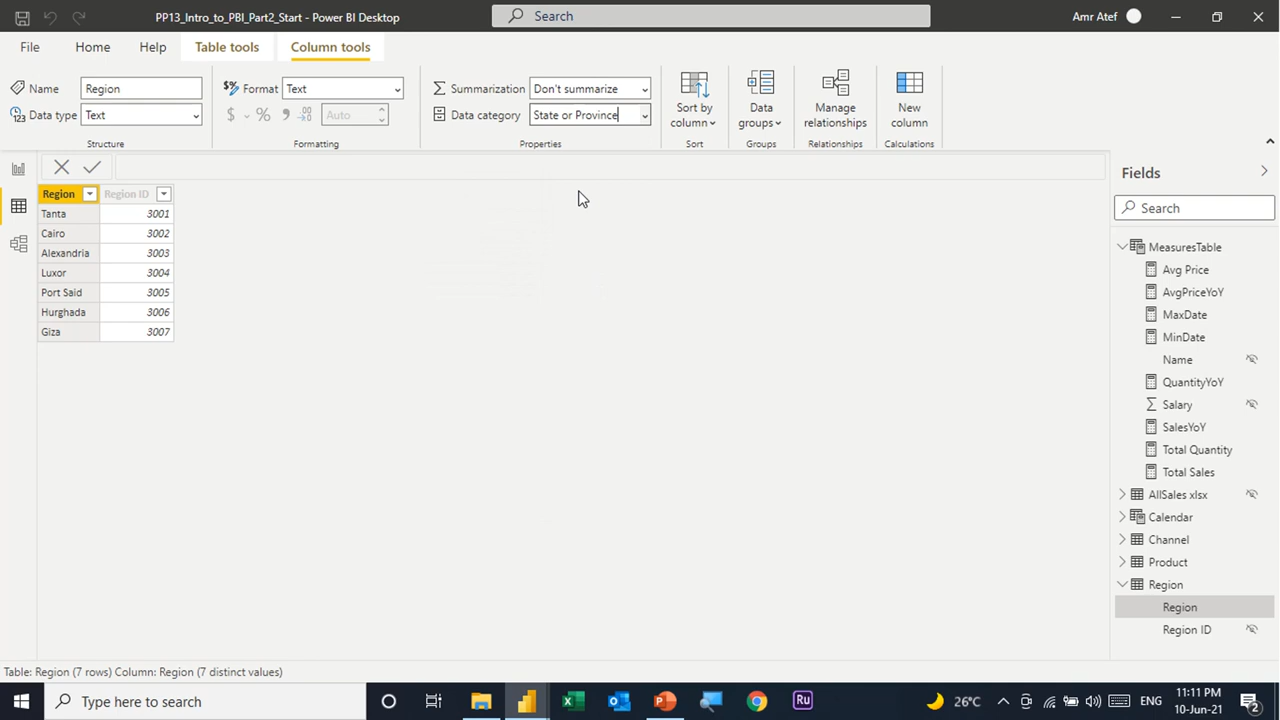 PP13_Intro_to_PBI_Part2_Start - Power BI Desktop
Search
Amr Atef
File
Home
Help
Table tools
Column tools
Name
Region
Format
Text
Summarization
Don't summarize
Data type
Text
$
%
Auto
Data category
State or Province
Sort by column
Data groups
Manage relationships
New column
Structure
Formatting
Properties
Sort
Groups
Relationships
Calculations
Region
Region ID
Tanta
3001
Cairo
3002
Alexandria
3003
Luxor
3004
Port Said
3005
Hurghada
3006
Giza
3007
Fields
Search
MeasuresTable
Avg Price
AvgPriceYoY
MaxDate
MinDate
Name
QuantityYoY
Salary
SalesYoY
Total Quantity
Total Sales
AllSales xlsx
Calendar
Channel
Product
Region
Region
Region ID
Table: Region (7 rows) Column: Region (7 distinct values)
Type here to search
Ru
26°C
ENG
11:11 PM
10-Jun-21
2